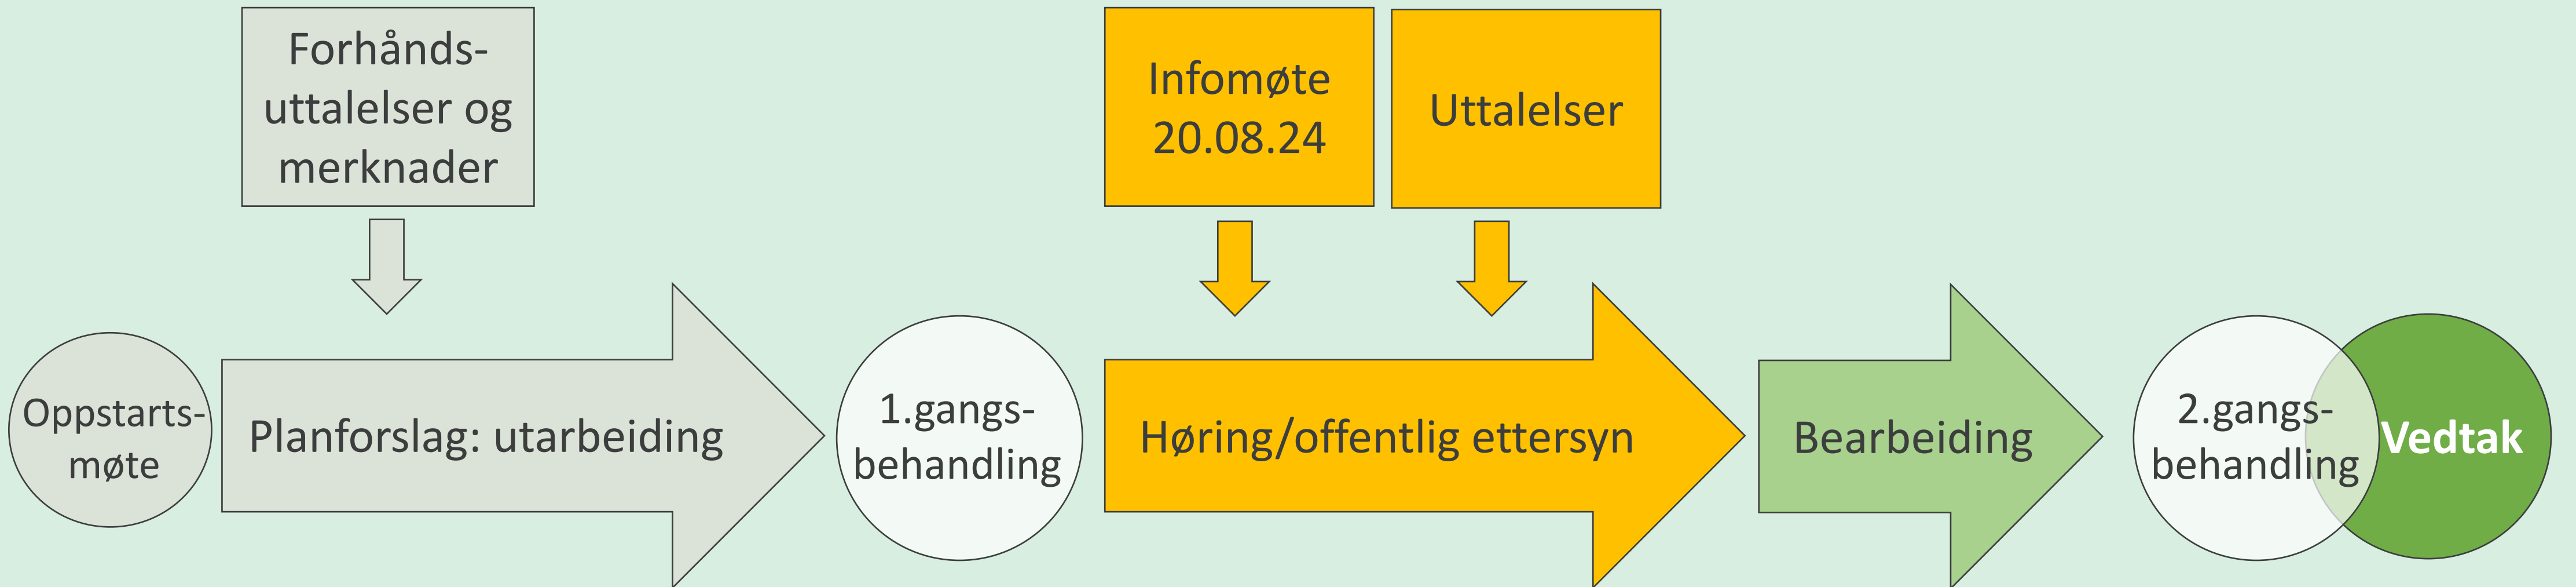 Forhånds-
uttalelser og
merknader
Infomøte
20.08.24
Uttalelser
Oppstarts-
møte
Planforslag: utarbeiding
1.gangs-
behandling
Høring/offentlig ettersyn
Bearbeiding
2.gangs-
behandling
Vedtak